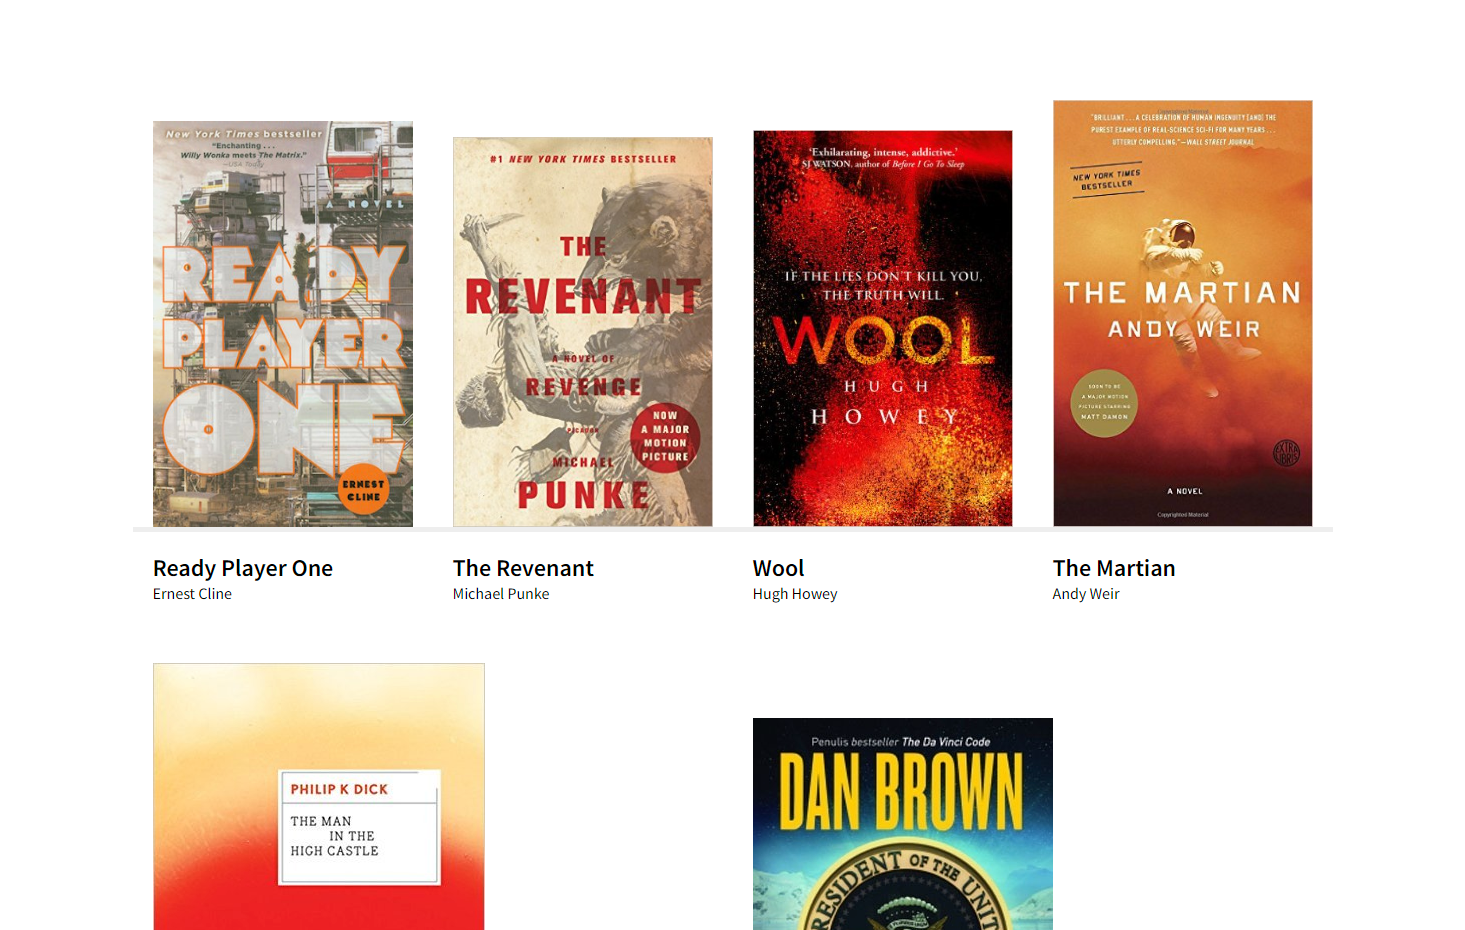 New York Times bestseller
"Enchanting . . .
Willy Wonka meets The Matrix."
—USA Today
A NOVEL
READY
PLAYER
ONE
ERNEST
CLINE
#1 NEW YORK TIMES BESTSELLER
THE
REVENANT
A NOVEL OF
REVENGE
PICADOR
NOW
A MAJOR
MOTION
PICTURE
MICHAEL
PUNKE
'Exhilarating, intense, addictive.'
SJ WATSON, author of Before I Go To Sleep
IF THE LIES DON'T KILL YOU,
THE TRUTH WILL.
WOOL
HUGH
HOWEY
"BRILLIANT . . . A CELEBRATION OF HUMAN INGENUITY [AND] THE
PUREST EXAMPLE OF REAL-SCIENCE SCI-FI FOR MANY YEARS . . .
UTTERLY COMPELLING."—WALL STREET JOURNAL
NEW YORK TIMES
BESTSELLER
THE MARTIAN
ANDY WEIR
SOON TO BE
A MAJOR MOTION
PICTURE STARRING
MATT DAMON
EXTRA
LIBRIS
A NOVEL
Copyrighted Material
Ready Player One
Ernest Cline
The Revenant
Michael Punke
Wool
Hugh Howey
The Martian
Andy Weir
PHILIP K DICK
THE MAN
IN THE
HIGH CASTLE
Penulis bestseller The Da Vinci Code
DAN BROWN
RESIDENT OF THE UNIT